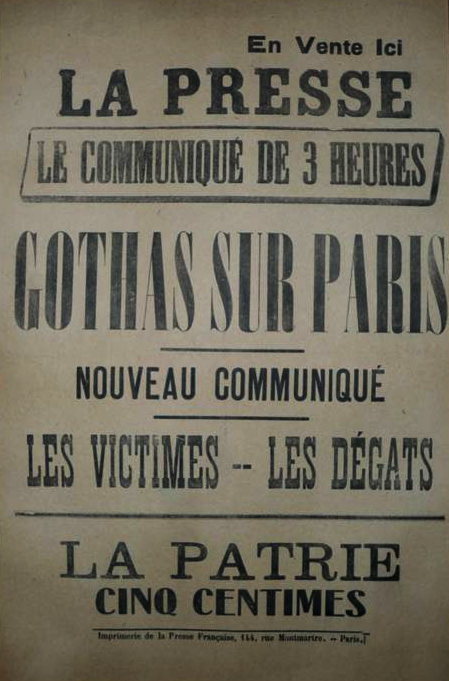 En Vente Ici
LA PRESSE
LE COMMUNIQUÉ DE 3 HEURES
GOTHAS SUR PARIS
NOUVEAU COMMUNIQUÉ
LES VICTIMES -- LES DÉGATS
LA PATRIE
CINQ CENTIMES
Imprimerie de la Presse Française, 144, rue Montmartre. -- Paris.